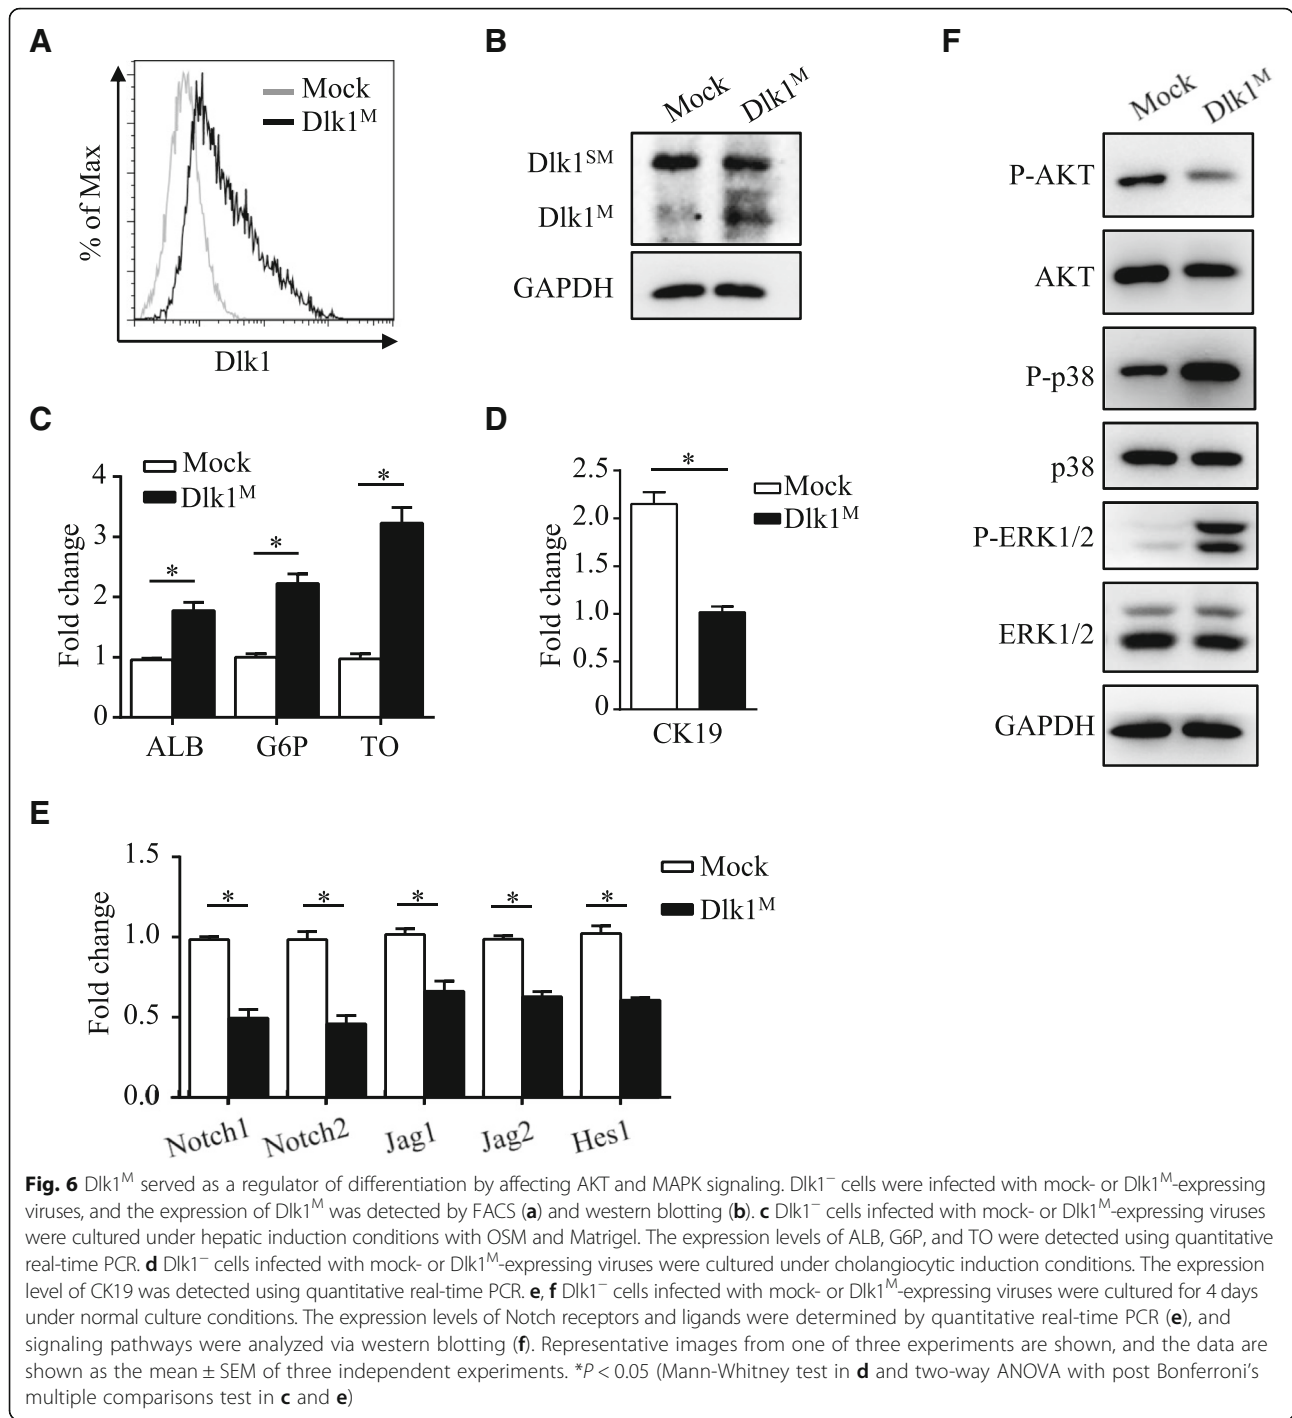 A
% of Max
Mock
Dlk1ᴹ
Dlk1
B
Mock
Dlk1ᴹ
Dlk1ˢᴹ
Dlk1ᴹ
GAPDH
C
Mock
Dlk1ᴹ
Fold change
4
3
2
1
0
*
*
*
ALB
G6P
TO
D
Mock
Dlk1ᴹ
Fold change
2.5
2.0
1.5
1.0
0.5
0
*
CK19
F
Mock
Dlk1ᴹ
P-AKT
AKT
P-p38
p38
P-ERK1/2
ERK1/2
GAPDH
E
Mock
Dlk1ᴹ
Fold change
1.5
1.0
0.5
0.0
*
*
*
*
*
Notch1
Notch2
Jag1
Jag2
Hes1
Fig. 6 Dlk1ᴹ served as a regulator of differentiation by affecting AKT and MAPK signaling. Dlk1⁻ cells were infected with mock- or Dlk1ᴹ-expressing
viruses, and the expression of Dlk1ᴹ was detected by FACS (a) and western blotting (b). c Dlk1⁻ cells infected with mock- or Dlk1ᴹ-expressing viruses
were cultured under hepatic induction conditions with OSM and Matrigel. The expression levels of ALB, G6P, and TO were detected using quantitative
real-time PCR. d Dlk1⁻ cells infected with mock- or Dlk1ᴹ-expressing viruses were cultured under cholangiocytic induction conditions. The expression
level of CK19 was detected using quantitative real-time PCR. e, f Dlk1⁻ cells infected with mock- or Dlk1ᴹ-expressing viruses were cultured for 4 days
under normal culture conditions. The expression levels of Notch receptors and ligands were determined by quantitative real-time PCR (e), and
signaling pathways were analyzed via western blotting (f). Representative images from one of three experiments are shown, and the data are
shown as the mean ± SEM of three independent experiments. *P < 0.05 (Mann-Whitney test in d and two-way ANOVA with post Bonferroni's
multiple comparisons test in c and e)